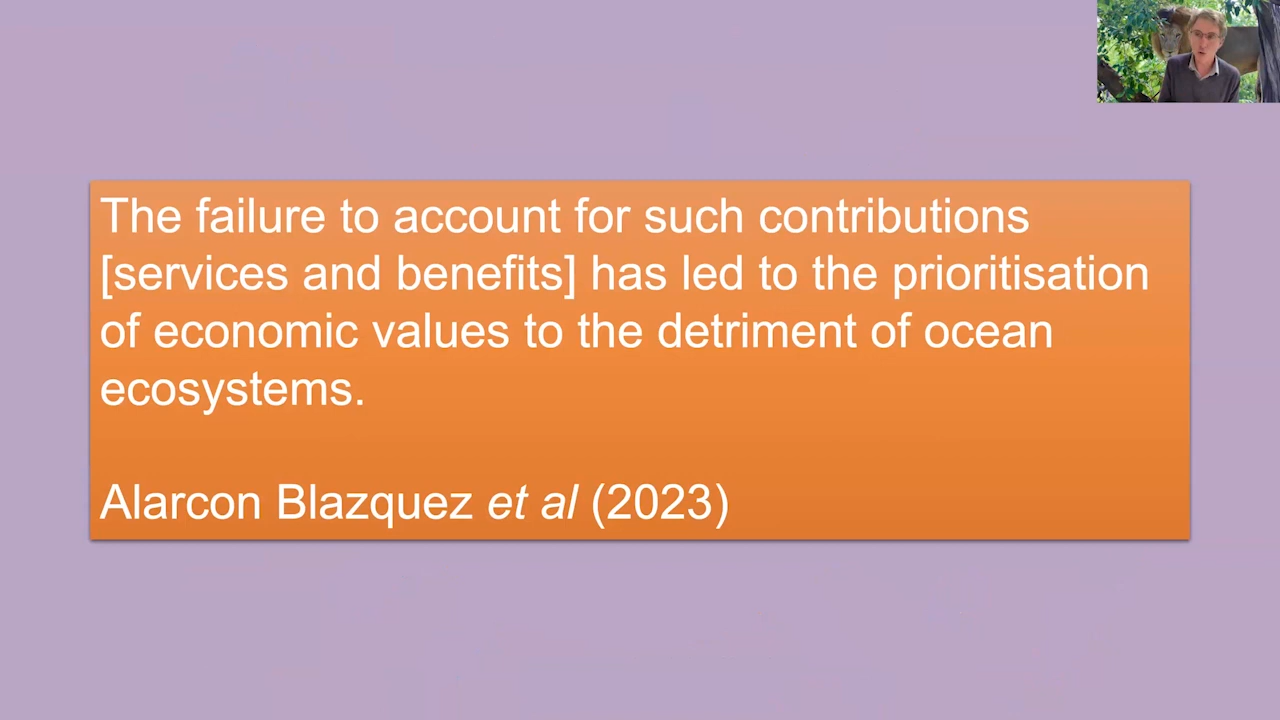 The failure to account for such contributions
[services and benefits] has led to the prioritisation
of economic values to the detriment of ocean
ecosystems.
Alarcon Blazquez et al (2023)